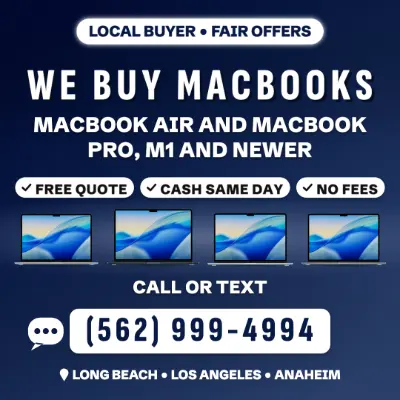 LOCAL BUYER • FAIR OFFERS
WE BUY MACBOOKS
MACBOOK AIR AND MACBOOK
PRO, M1 AND NEWER
✓ FREE QUOTE ✓ CASH SAME DAY ✓ NO FEES
CALL OR TEXT
(562) 999-4994
LONG BEACH • LOS ANGELES • ANAHEIM